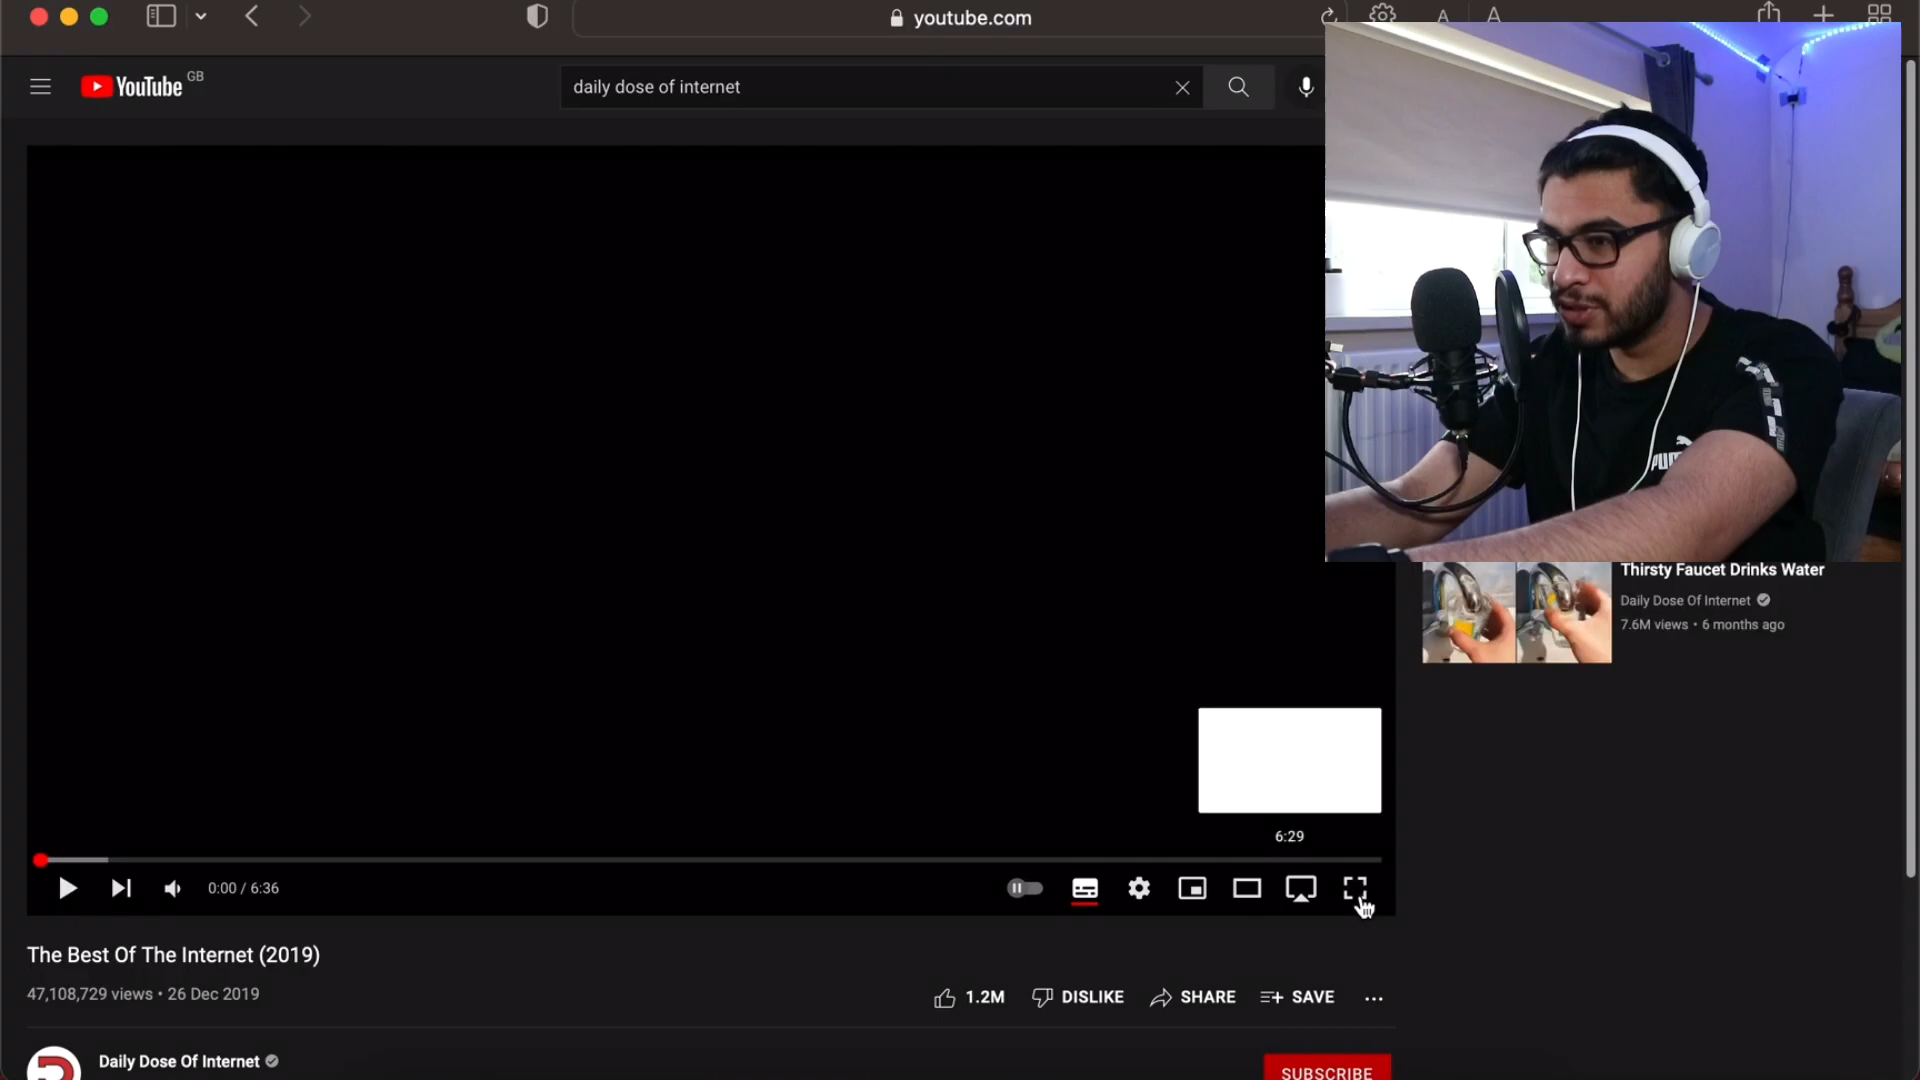 youtube.com
A A
YouTube GB
daily dose of internet
PUM
Thirsty Faucet Drinks Water
Daily Dose Of Internet
7.6M views • 6 months ago
6:29
0:00 / 6:36
The Best Of The Internet (2019)
47,108,729 views • 26 Dec 2019
1.2M DISLIKE SHARE SAVE
Daily Dose Of Internet
SUBSCRIBE